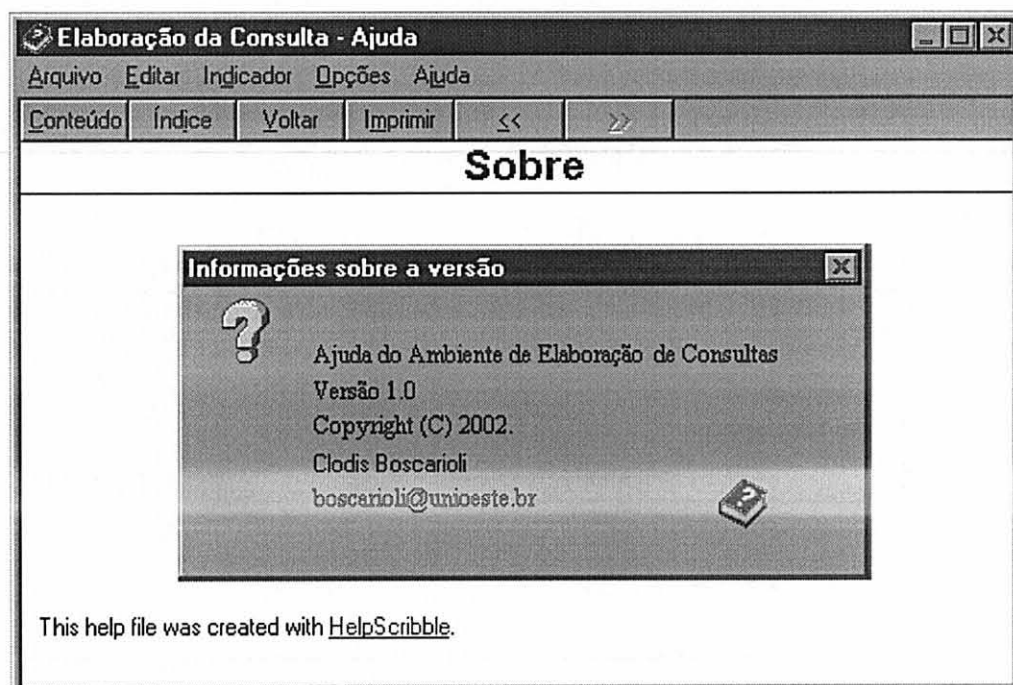 Elaboração da Consulta - Ajuda
Arquivo Editar Indicador Opções Ajuda
Conteúdo Índice Voltar Imprimir << >>
Sobre
Informações sobre a versão
Ajuda do Ambiente de Elaboração de Consultas
Versão 1.0
Copyright (C) 2002.
Clodis Boscarioli
boscarioli@unioeste.br
This help file was created with HelpScribble.